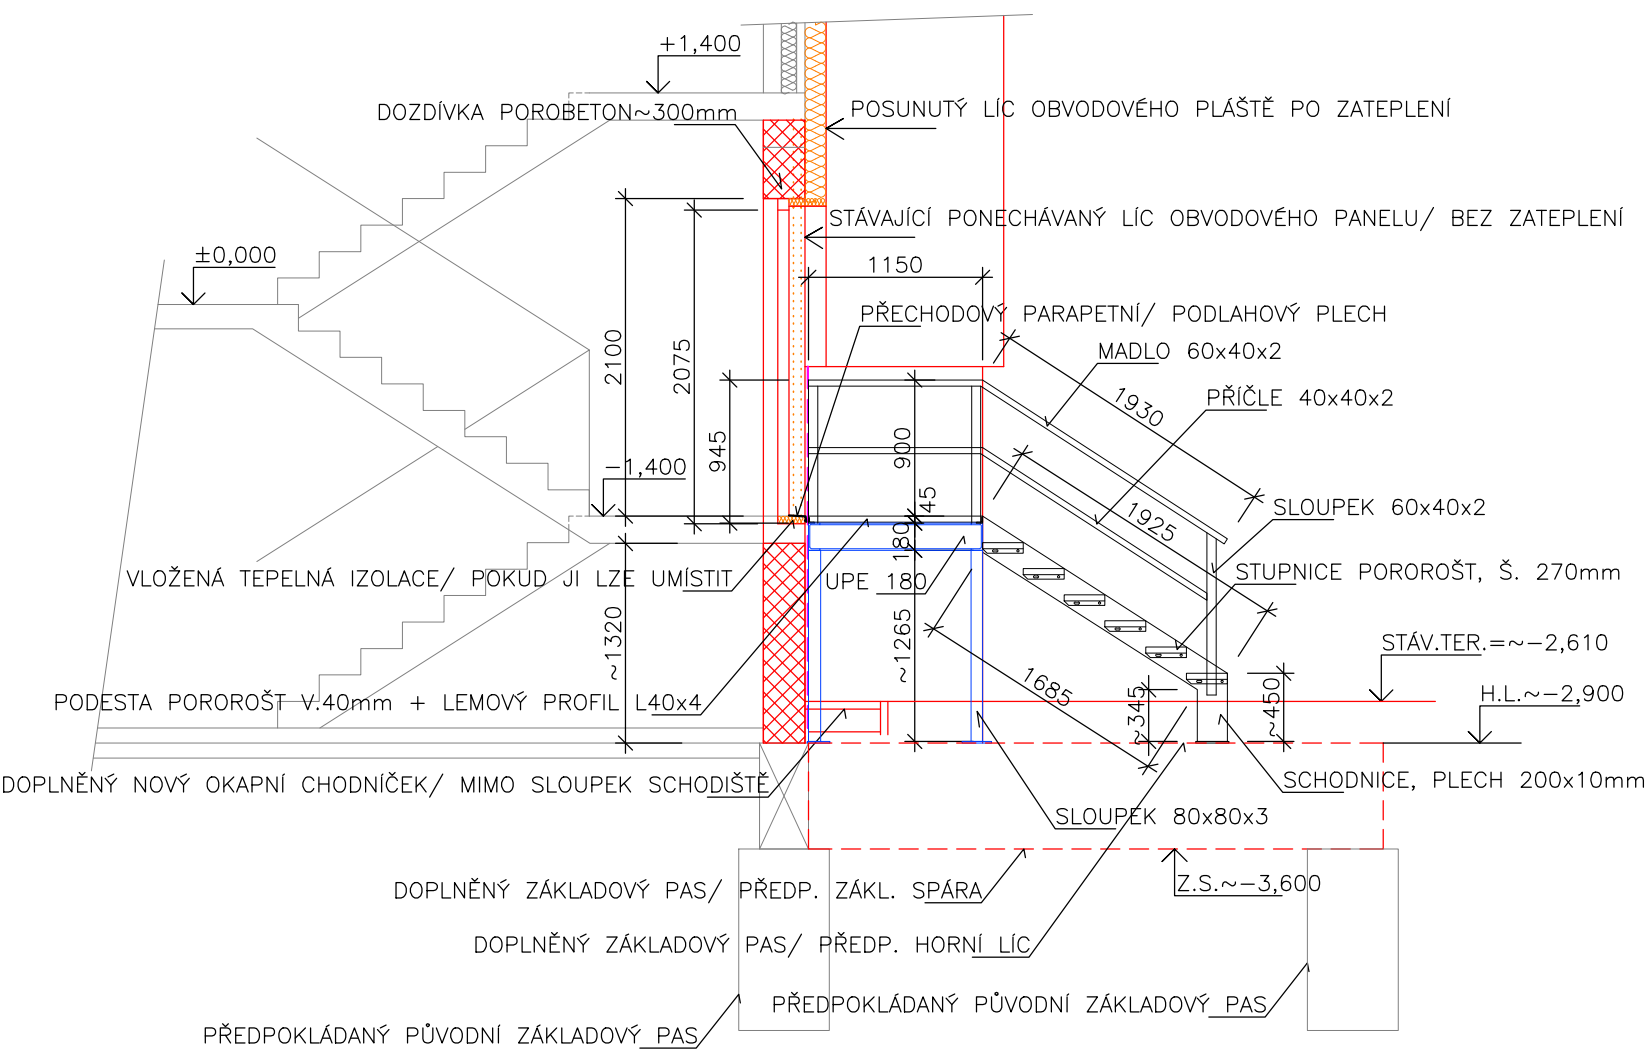 +1,400
DOZDÍVKA POROBETON~300mm
POSUNUTÝ LÍC OBVODOVÉHO PLÁŠTĚ PO ZATEPLENÍ
STÁVAJÍCÍ PONECHÁVANÝ LÍC OBVODOVÉHO PANELU/ BEZ ZATEPLENÍ
±0,000
1150
PŘECHODOVÝ PARAPETNÍ/ PODLAHOVÝ PLECH
MADLO 60x40x2
2100
2075
1930
PŘÍČLE 40x40x2
945
900
-1,400
45
1925
SLOUPEK 60x40x2
180
VLOŽENÁ TEPELNÁ IZOLACE/ POKUD JI LZE UMÍSTIT
UPE 180
STUPNICE POROROŠT, Š. 270mm
~1320
~1265
STÁV.TER.=~-2,610
1685
PODESTA POROROŠT V.40mm + LEMOVÝ PROFIL L40x4
~345
~450
H.L.~-2,900
DOPLNĚNÝ NOVÝ OKAPNÍ CHODNÍČEK/ MIMO SLOUPEK SCHODIŠTĚ
SCHODNICE, PLECH 200x10mm
SLOUPEK 80x80x3
DOPLNĚNÝ ZÁKLADOVÝ PAS/ PŘEDP. ZÁKL. SPÁRA
Z.S.~-3,600
DOPLNĚNÝ ZÁKLADOVÝ PAS/ PŘEDP. HORNÍ LÍC
PŘEDPOKLÁDANÝ PŮVODNÍ ZÁKLADOVÝ PAS
PŘEDPOKLÁDANÝ PŮVODNÍ ZÁKLADOVÝ PAS